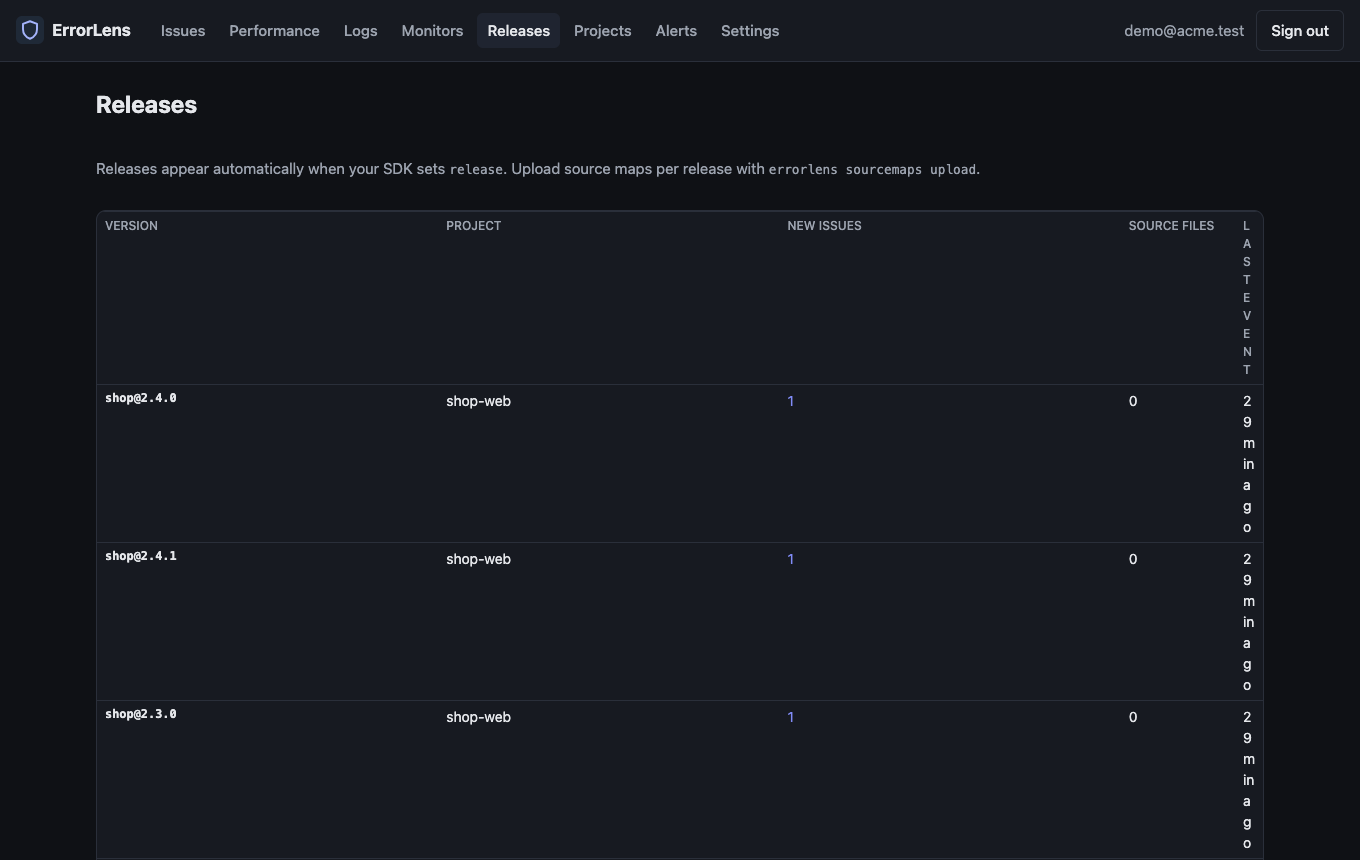 ErrorLens Issues Performance Logs Monitors Releases Projects Alerts Settings demo@acme.test Sign out
Releases
Releases appear automatically when your SDK sets release. Upload source maps per release with errorlens sourcemaps upload.
VERSION PROJECT NEW ISSUES SOURCE FILES L
A
S
T
E
V
E
N
T
shop@2.4.0 shop-web 1 0 2
9
m
in
a
g
o
shop@2.4.1 shop-web 1 0 2
9
m
in
a
g
o
shop@2.3.0 shop-web 1 0 2
9
m
in
a
g
o